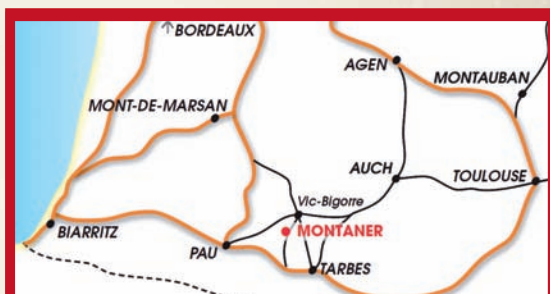 BORDEAUX
AGEN
MONTAUBAN
MONT-DE-MARSAN
AUCH
TOULOUSE
Vic-Bigorre
MONTANER
BIARRITZ
PAU
TARBES